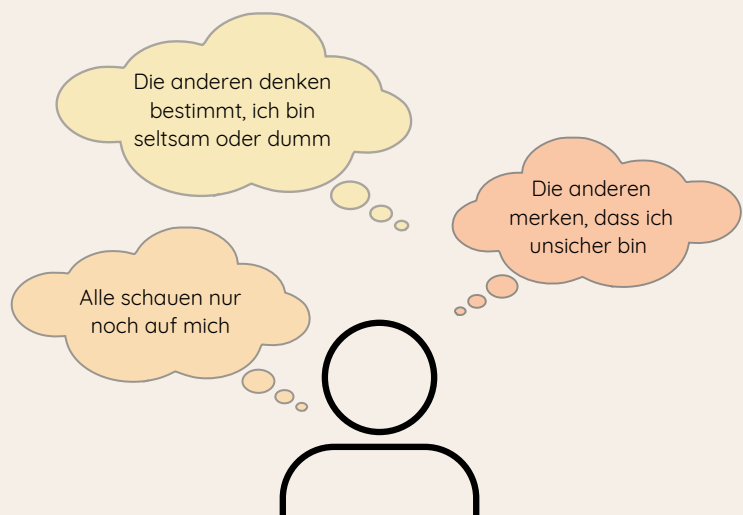 Die anderen denken
bestimmt, ich bin
seltsam oder dumm
Die anderen
merken, dass ich
unsicher bin
Alle schauen nur
noch auf mich